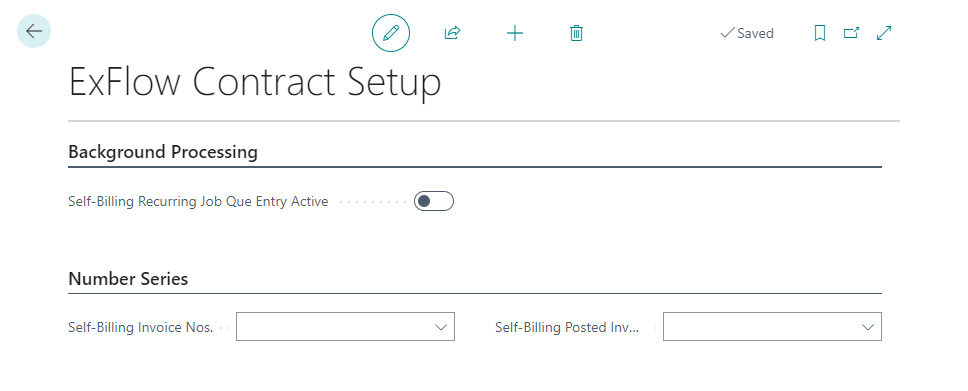 Saved
ExFlow Contract Setup
Background Processing
Self-Billing Recurring Job Que Entry Active
Number Series
Self-Billing Invoice Nos.
Self-Billing Posted Inv...